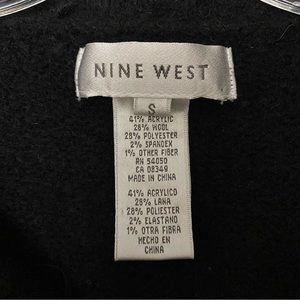 NINE WEST
S
41% ACRYLIC
28% WOOL
28% POLYESTER
2% SPANDEX
1% OTHER FIBER
RN 54050
CA 08349
MADE IN CHINA
41% ACRYLICO
28% LANA
28% POLIESTER
2% ELASTANO
1% OTRA FIBRA
HECHO EN
CHINA